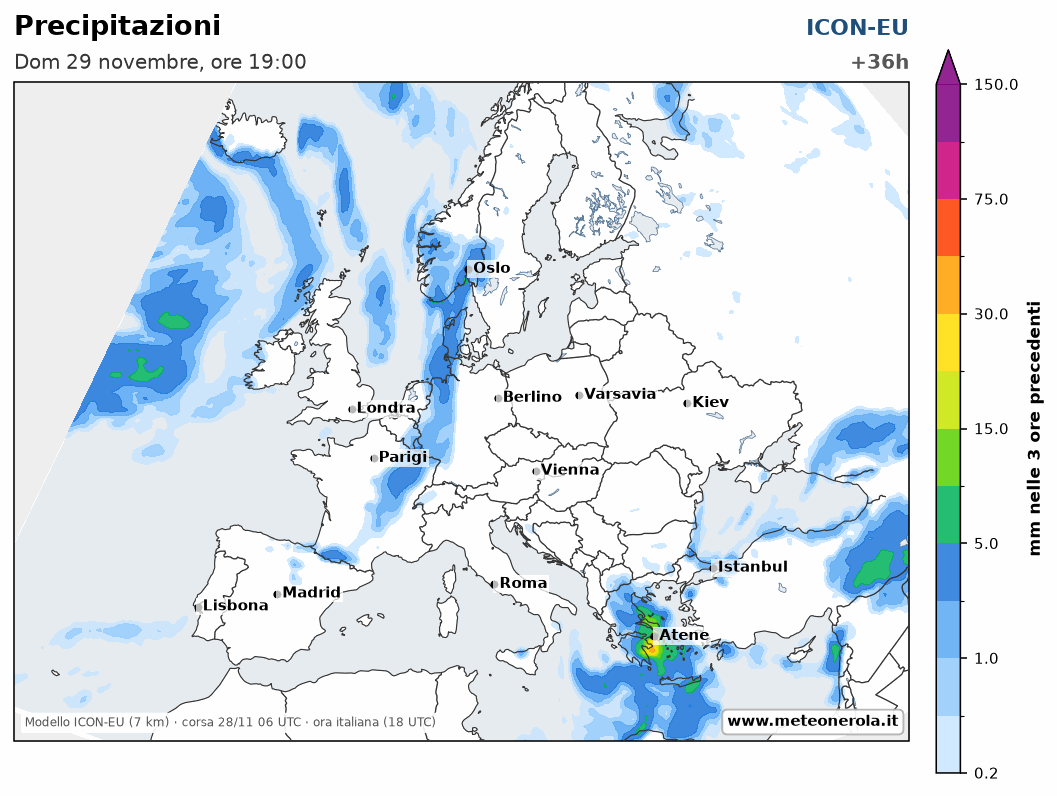 Precipitazioni
ICON-EU
Dom 29 novembre, ore 19:00
+36h
150.0
75.0
30.0
15.0
5.0
1.0
0.2
mm nelle 3 ore precedenti
Oslo
Berlino
Varsavia
Kiev
Londra
Parigi
Vienna
Istanbul
Roma
Madrid
Lisbona
Atene
Modello ICON-EU (7 km) · corsa 28/11 06 UTC · ora italiana (18 UTC)
www.meteonerola.it